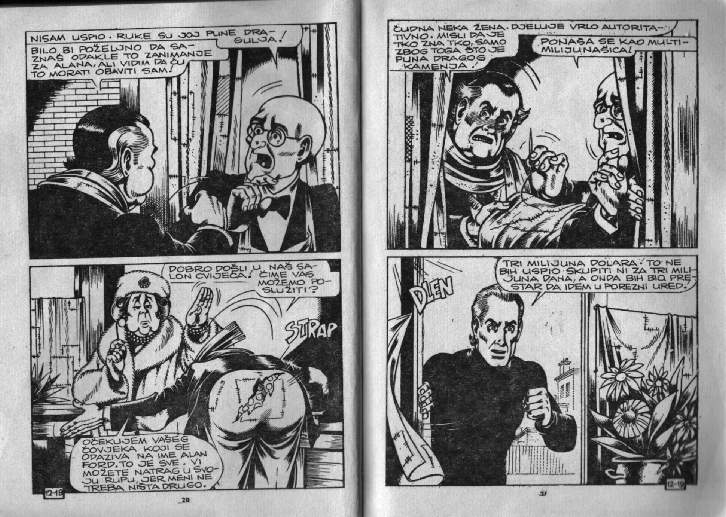 NISAM USPIO. RUKE SU JOJ PUNE DRA-
GULJA!
BILO BI POŽELJNO DA SA-
ZNAŠ ODAKLE TO ZANIMANJE
ZA ALANA, ALI VIDIM DA ĆU
TO MORATI OBAVITI SAM!
DOBRO DOŠLI U NAŠ SA-
LON CVIJEĆA! ČIME VAS
MOŽEMO PO-
SLUŽITI?
STRAP
OČEKUJEM VAŠEG
ČOVJEKA KOJI SE
ODAZIVA NA IME ALAN
FORD. TO JE SVE. VI
MOŽETE NATRAG U SVO-
JU RUPU, JER MENI NE
TREBA NIŠTA DRUGO.
12-18
20
ČUDNA NEKA ŽENA. DJELUJE VRLO AUTORITA-
TIVNO. MISLI DA JE
TKO ZNA TKO, SAMO
ZBOG TOGA ŠTO JE
PUNA DRAGOG
KAMENJA!
PONAŠA SE KAO MULTI-
MILIJUNAŠICA!
DLEN
TRI MILIJUNA DOLARA! TO NE
BIH USPIO SKUPITI NI ZA TRI MILI-
JUNA DANA, A ONDA BIH BIO PRE-
STAR DA IDEM U POREZNI URED.
12-19
21